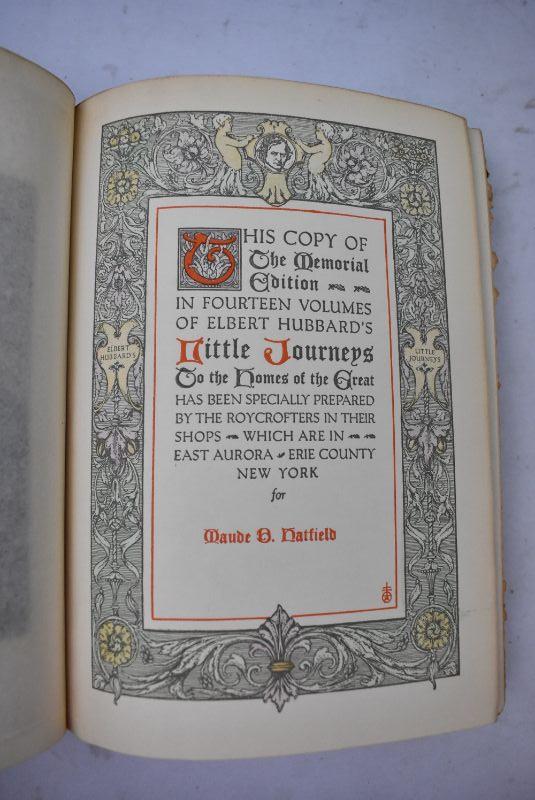 THIS COPY OF
The Memorial
Edition
IN FOURTEEN VOLUMES
OF ELBERT HUBBARD'S
Little Journeys
To the Homes of the Great
HAS BEEN SPECIALLY PREPARED
BY THE ROYCROFTERS IN THEIR
SHOPS WHICH ARE IN
EAST AURORA ERIE COUNTY
NEW YORK
for
Maude D. Hatfield
ELBERT
HUBBARD'S
LITTLE
JOURNEYS